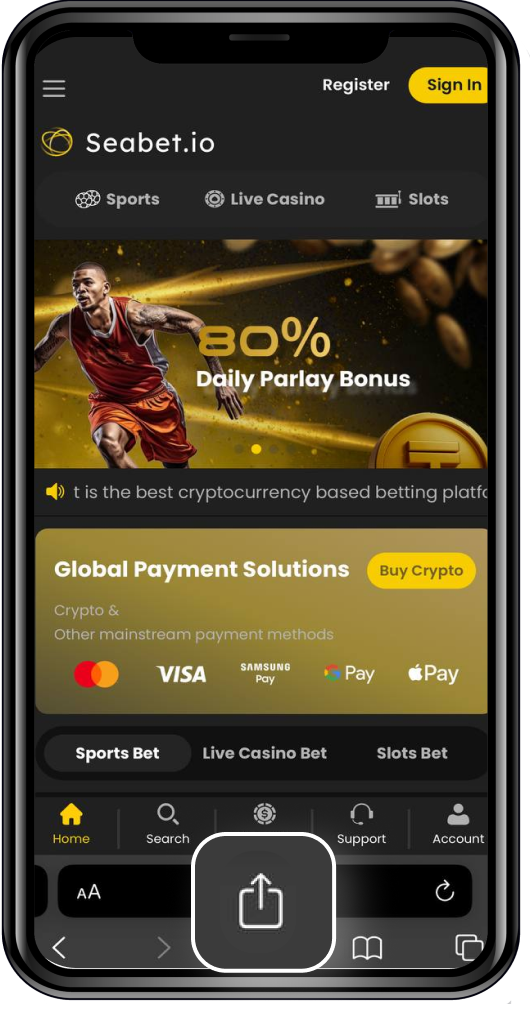 Register
Sign In
Seabet.io
Sports
Live Casino
Slots
80%
Daily Parlay Bonus
t is the best cryptocurrency based betting platfo
Global Payment Solutions
Buy Crypto
Crypto &
Other mainstream payment methods
VISA
SAMSUNG
Pay
G Pay
Pay
Sports Bet
Live Casino Bet
Slots Bet
Home
Search
Support
Account
AA